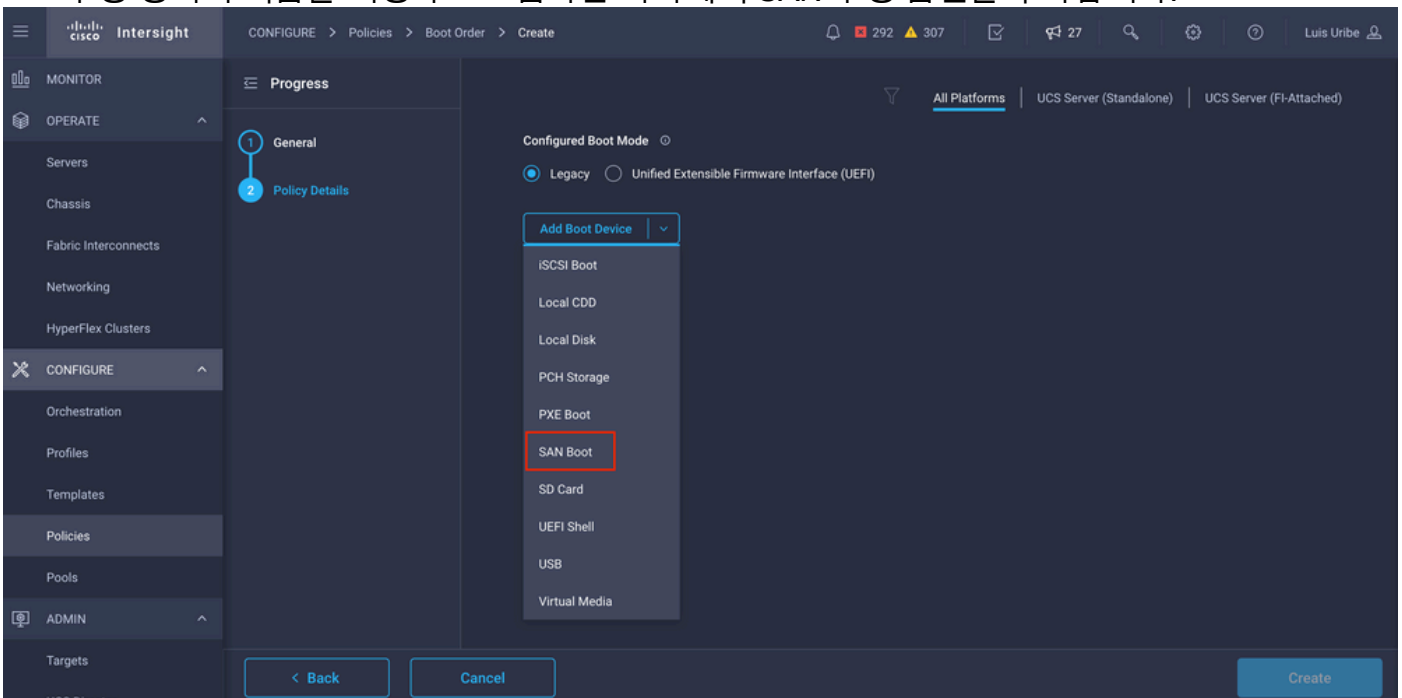 Intersight
CONFIGURE > Policies > Boot Order > Create
292
307
27
Luis Uribe
MONITOR
OPERATE
Servers
Chassis
Fabric Interconnects
Networking
HyperFlex Clusters
CONFIGURE
Orchestration
Profiles
Templates
Policies
Pools
ADMIN
Targets
Progress
1 General
2 Policy Details
All Platforms
UCS Server (Standalone)
UCS Server (FI-Attached)
Configured Boot Mode
Legacy
Unified Extensible Firmware Interface (UEFI)
Add Boot Device
iSCSI Boot
Local CDD
Local Disk
PCH Storage
PXE Boot
SAN Boot
SD Card
UEFI Shell
USB
Virtual Media
< Back
Cancel
Create
cisco